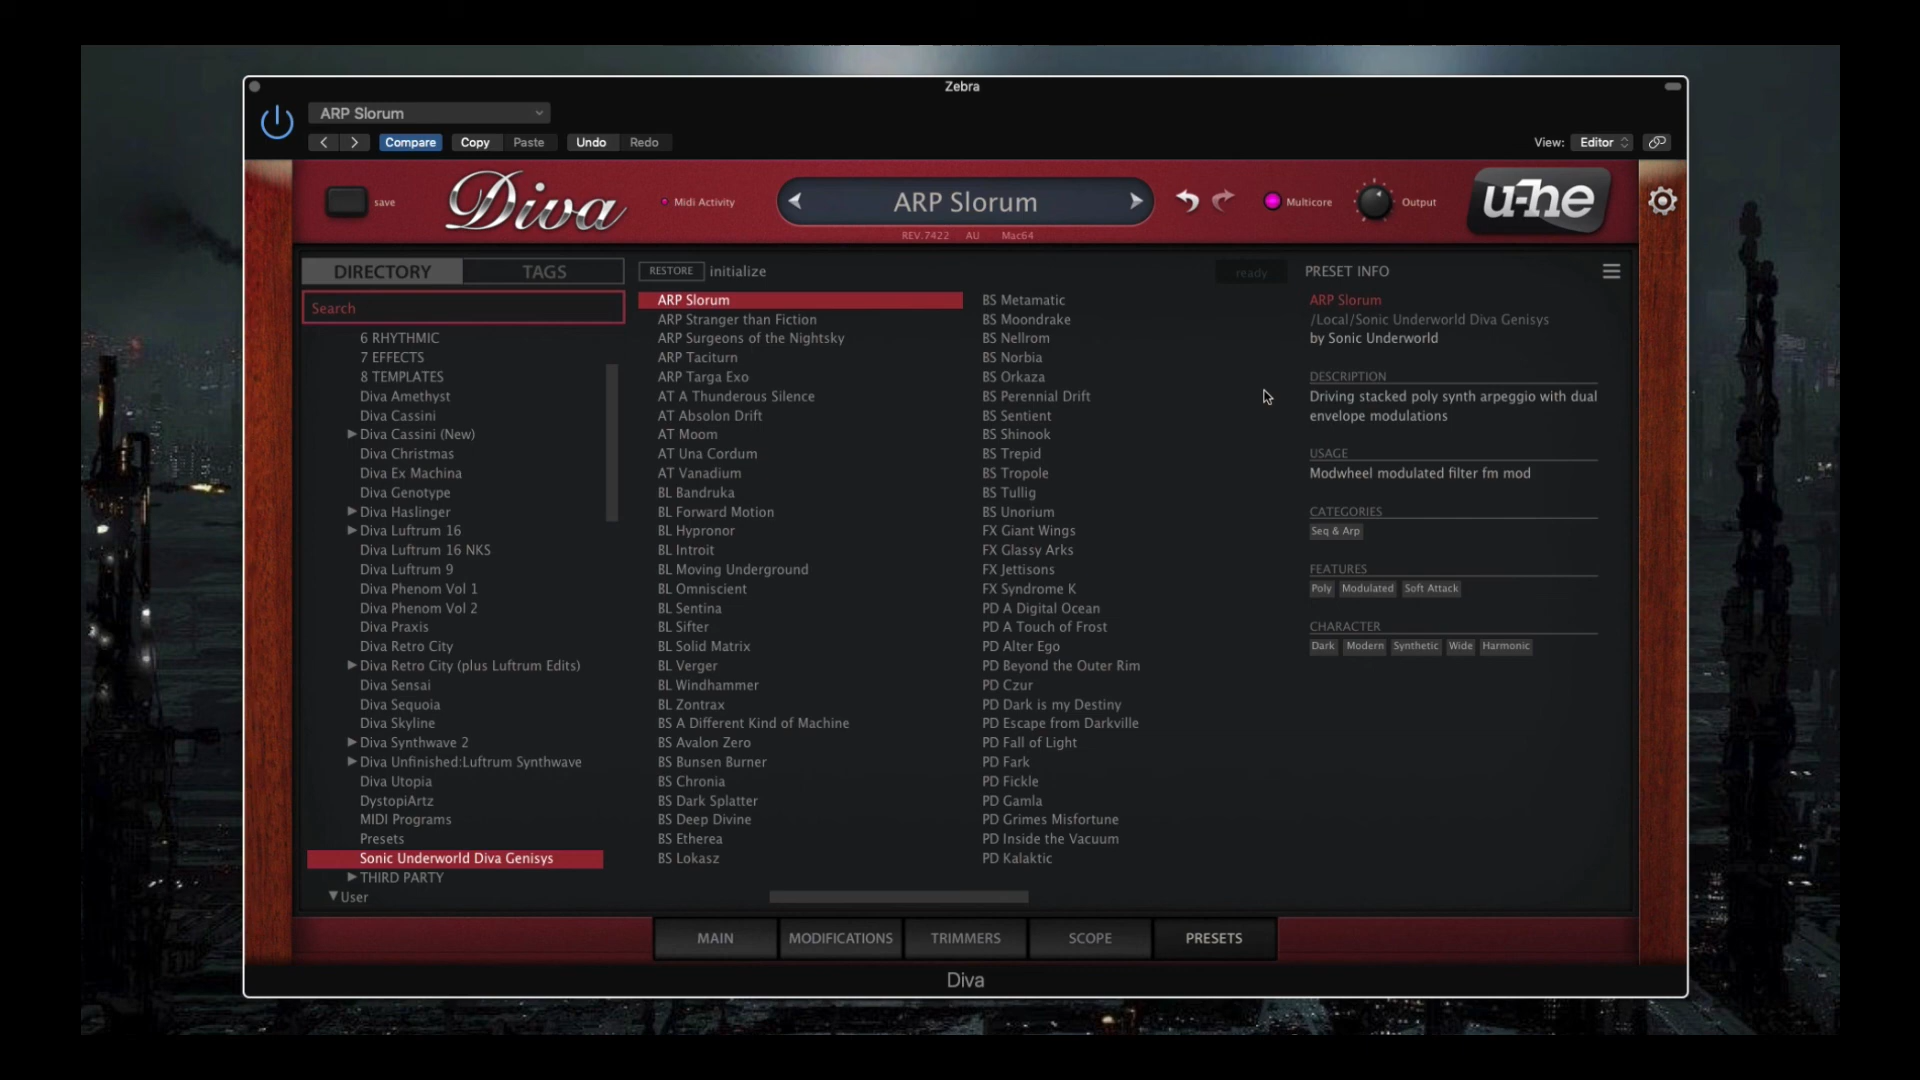 Zebra
ARP Slorum
Compare Copy Paste Undo Redo View: Editor
save Diva Midi Activity ARP Slorum Multicore Output u-he
REV.7422 AU Mac64
DIRECTORY TAGS
Search
6 RHYTHMIC
7 EFFECTS
8 TEMPLATES
Diva Amethyst
Diva Cassini
Diva Cassini (New)
Diva Christmas
Diva Ex Machina
Diva Genotype
Diva Haslinger
Diva Luftrum 16
Diva Luftrum 16 NKS
Diva Luftrum 9
Diva Phenom Vol 1
Diva Phenom Vol 2
Diva Praxis
Diva Retro City
Diva Retro City (plus Luftrum Edits)
Diva Sensai
Diva Sequoia
Diva Skyline
Diva Synthwave 2
Diva Unfinished:Luftrum Synthwave
Diva Utopia
DystopiArtz
MIDI Programs
Presets
Sonic Underworld Diva Genisys
THIRD PARTY
User
RESTORE initialize
ARP Slorum
ARP Stranger than Fiction
ARP Surgeons of the Nightsky
ARP Taciturn
ARP Targa Exo
AT A Thunderous Silence
AT Absolon Drift
AT Moom
AT Una Cordum
AT Vanadium
BL Bandruka
BL Forward Motion
BL Hypronor
BL Introit
BL Moving Underground
BL Omniscient
BL Sentina
BL Sifter
BL Solid Matrix
BL Verger
BL Windhammer
BL Zontrax
BS A Different Kind of Machine
BS Avalon Zero
BS Bunsen Burner
BS Chronia
BS Dark Splatter
BS Deep Divine
BS Etherea
BS Lokasz
BS Metamatic
BS Moondrake
BS Nellrom
BS Norbia
BS Orkaza
BS Perennial Drift
BS Sentient
BS Shinook
BS Trepid
BS Tropole
BS Tullig
BS Unorium
FX Giant Wings
FX Glassy Arks
FX Jettisons
FX Syndrome K
PD A Digital Ocean
PD A Touch of Frost
PD Alter Ego
PD Beyond the Outer Rim
PD Czur
PD Dark is my Destiny
PD Escape from Darkville
PD Fall of Light
PD Fark
PD Fickle
PD Gamla
PD Grimes Misfortune
PD Inside the Vacuum
PD Kalaktic
ready
PRESET INFO
ARP Slorum
/Local/Sonic Underworld Diva Genisys
by Sonic Underworld
DESCRIPTION
Driving stacked poly synth arpeggio with dual
envelope modulations
USAGE
Modwheel modulated filter fm mod
CATEGORIES
Seq & Arp
FEATURES
Poly Modulated Soft Attack
CHARACTER
Dark Modern Synthetic Wide Harmonic
MAIN MODIFICATIONS TRIMMERS SCOPE PRESETS
Diva